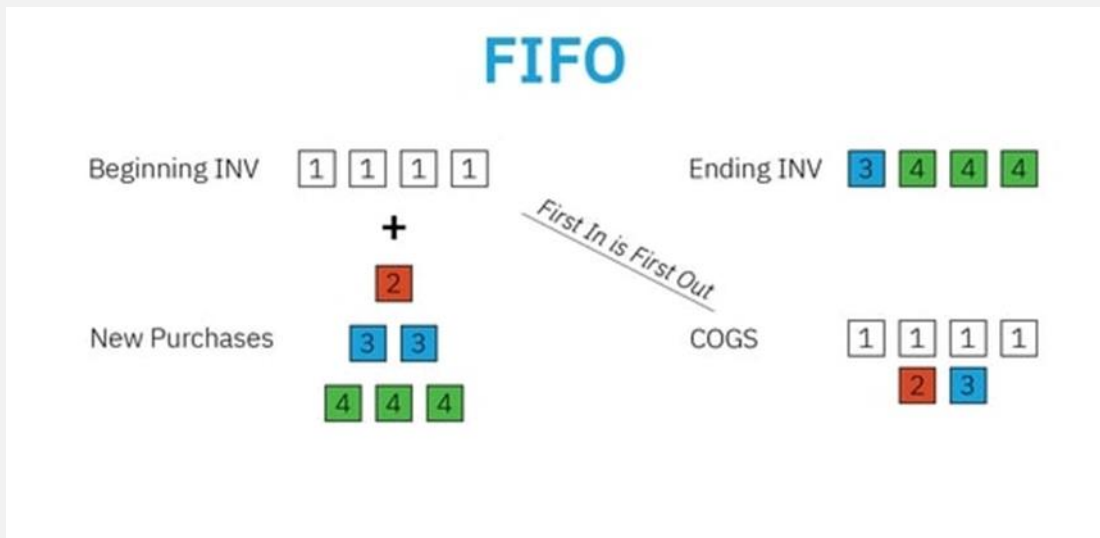 FIFO
Beginning INV 1 1 1 1
+
2
New Purchases 3 3
4 4 4
First In is First Out
Ending INV 3 4 4 4
COGS 1 1 1 1
2 3